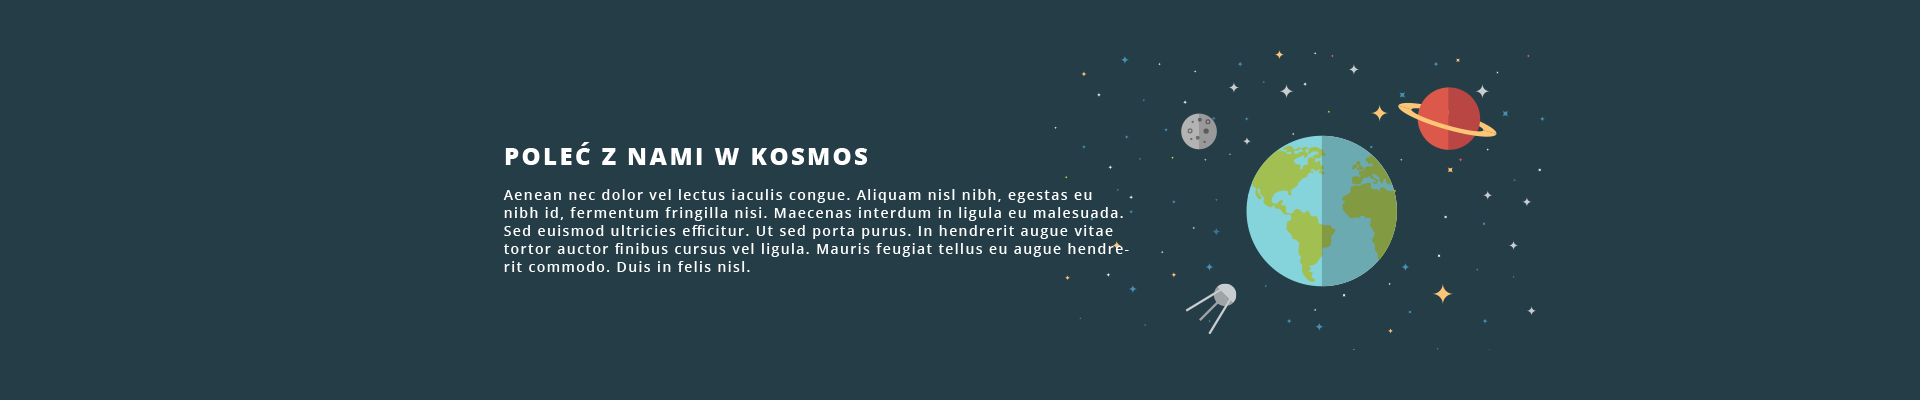 POLEĆ Z NAMI W KOSMOS
Aenean nec dolor vel lectus iaculis congue. Aliquam nisl nibh, egestas eu
nibh id, fermentum fringilla nisi. Maecenas interdum in ligula eu malesuada.
Sed euismod ultricies efficitur. Ut sed porta purus. In hendrerit augue vitae
tortor auctor finibus cursus vel ligula. Mauris feugiat tellus eu augue hendre-
rit commodo. Duis in felis nisl.